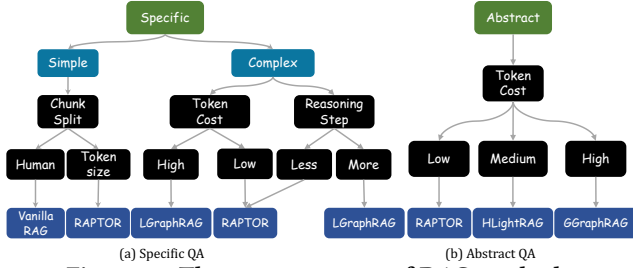 Specific
Abstract
Simple
Complex
Chunk
Split
Token
Cost
Reasoning
Step
Token
Cost
Human
Token
size
High
Low
Less
More
Low
Medium
High
Vanilla
RAG
RAPTOR
LGraphRAG
RAPTOR
LGraphRAG
RAPTOR
HLightRAG
GGraphRAG
(a) Specific QA
(b) Abstract QA